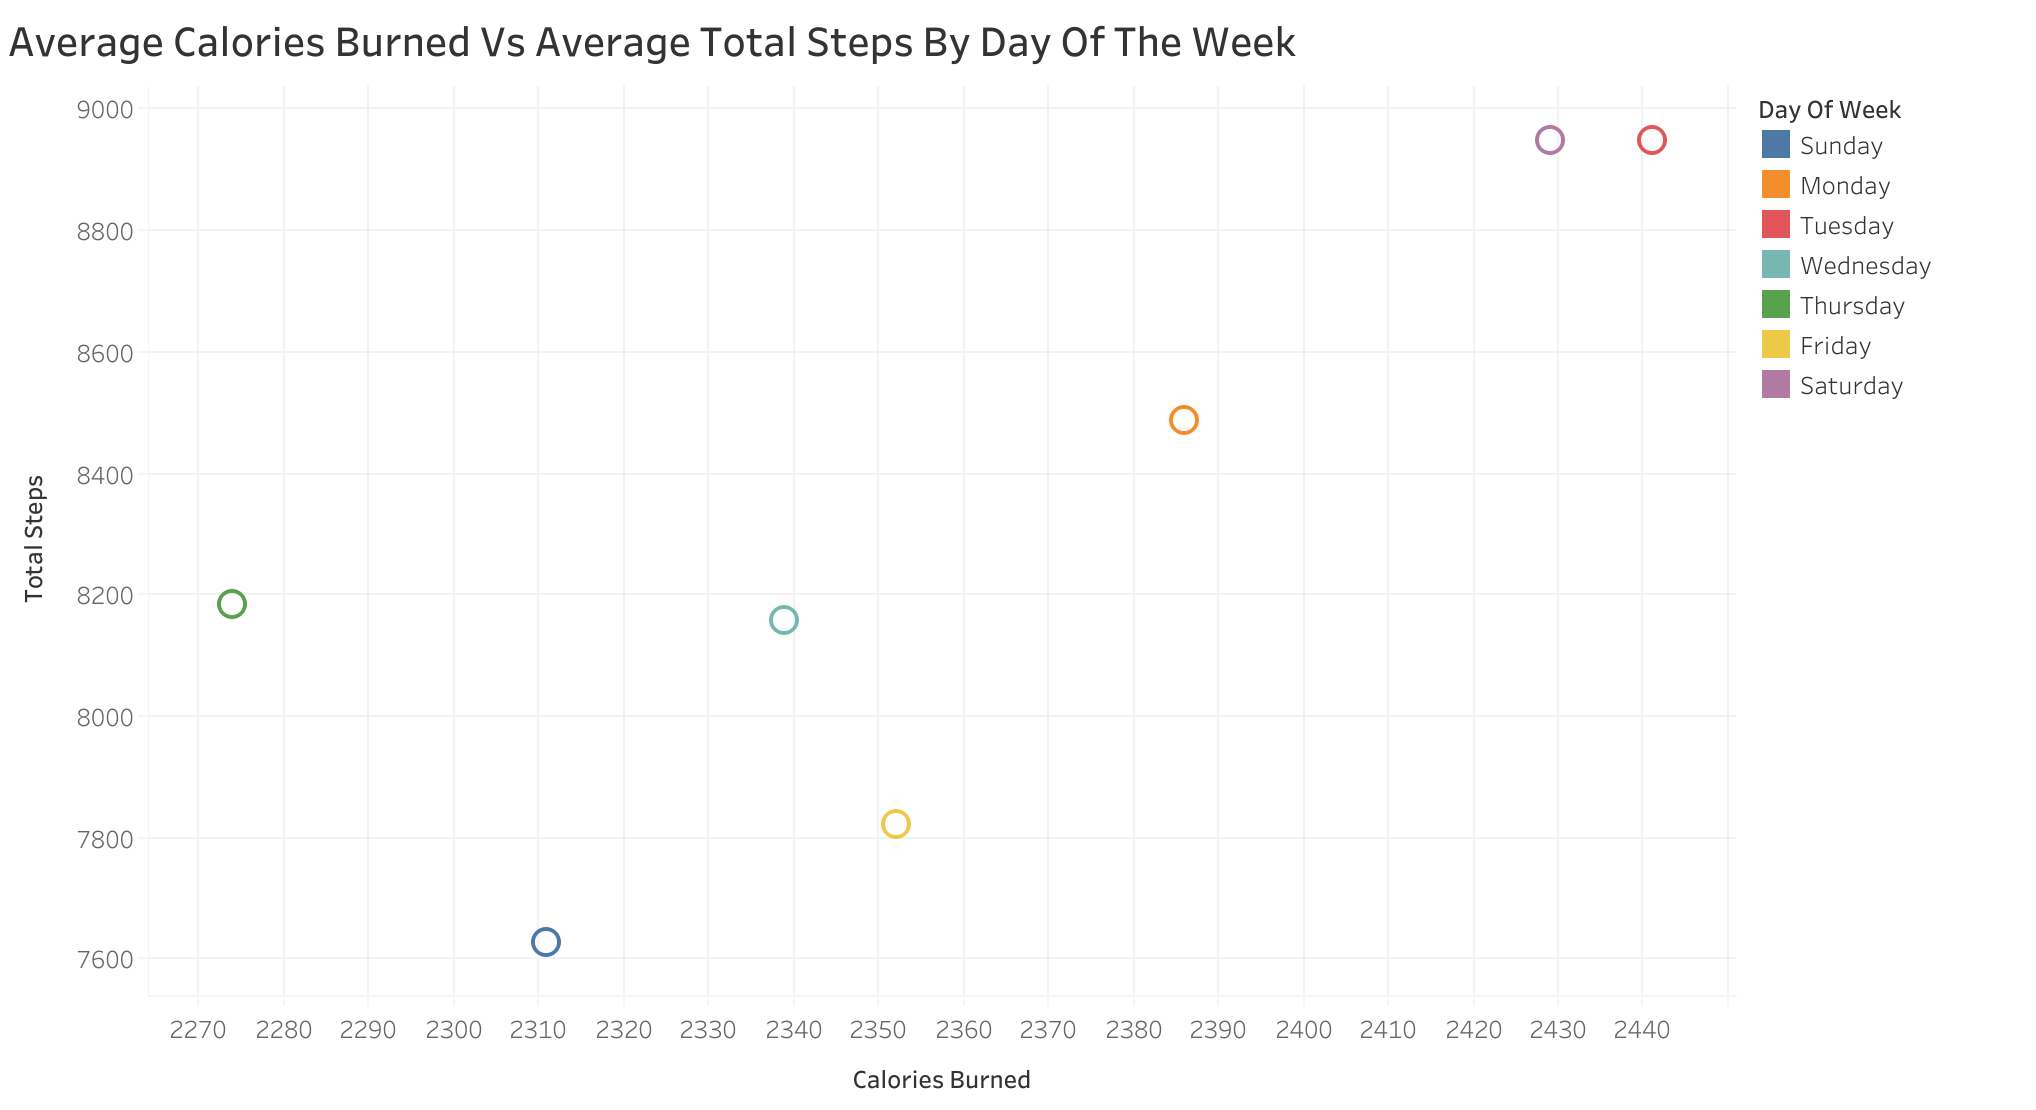 Average Calories Burned Vs Average Total Steps By Day Of The Week
9000
8800
8600
8400
8200
8000
7800
7600
Total Steps
2270 2280 2290 2300 2310 2320 2330 2340 2350 2360 2370 2380 2390 2400 2410 2420 2430 2440
Calories Burned
Day Of Week
Sunday
Monday
Tuesday
Wednesday
Thursday
Friday
Saturday